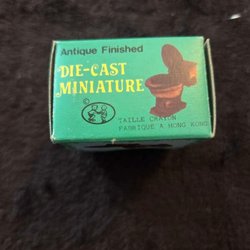 Antique Finished
DIE-CAST
MINIATURE
©
TAILLE CRAYON
FABRIQUE A HONG KONG